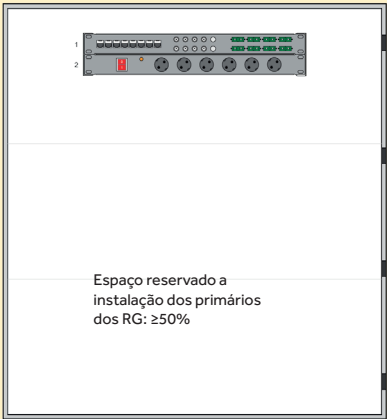 1
2
Espaço reservado a
instalação dos primários
dos RG: ≥50%